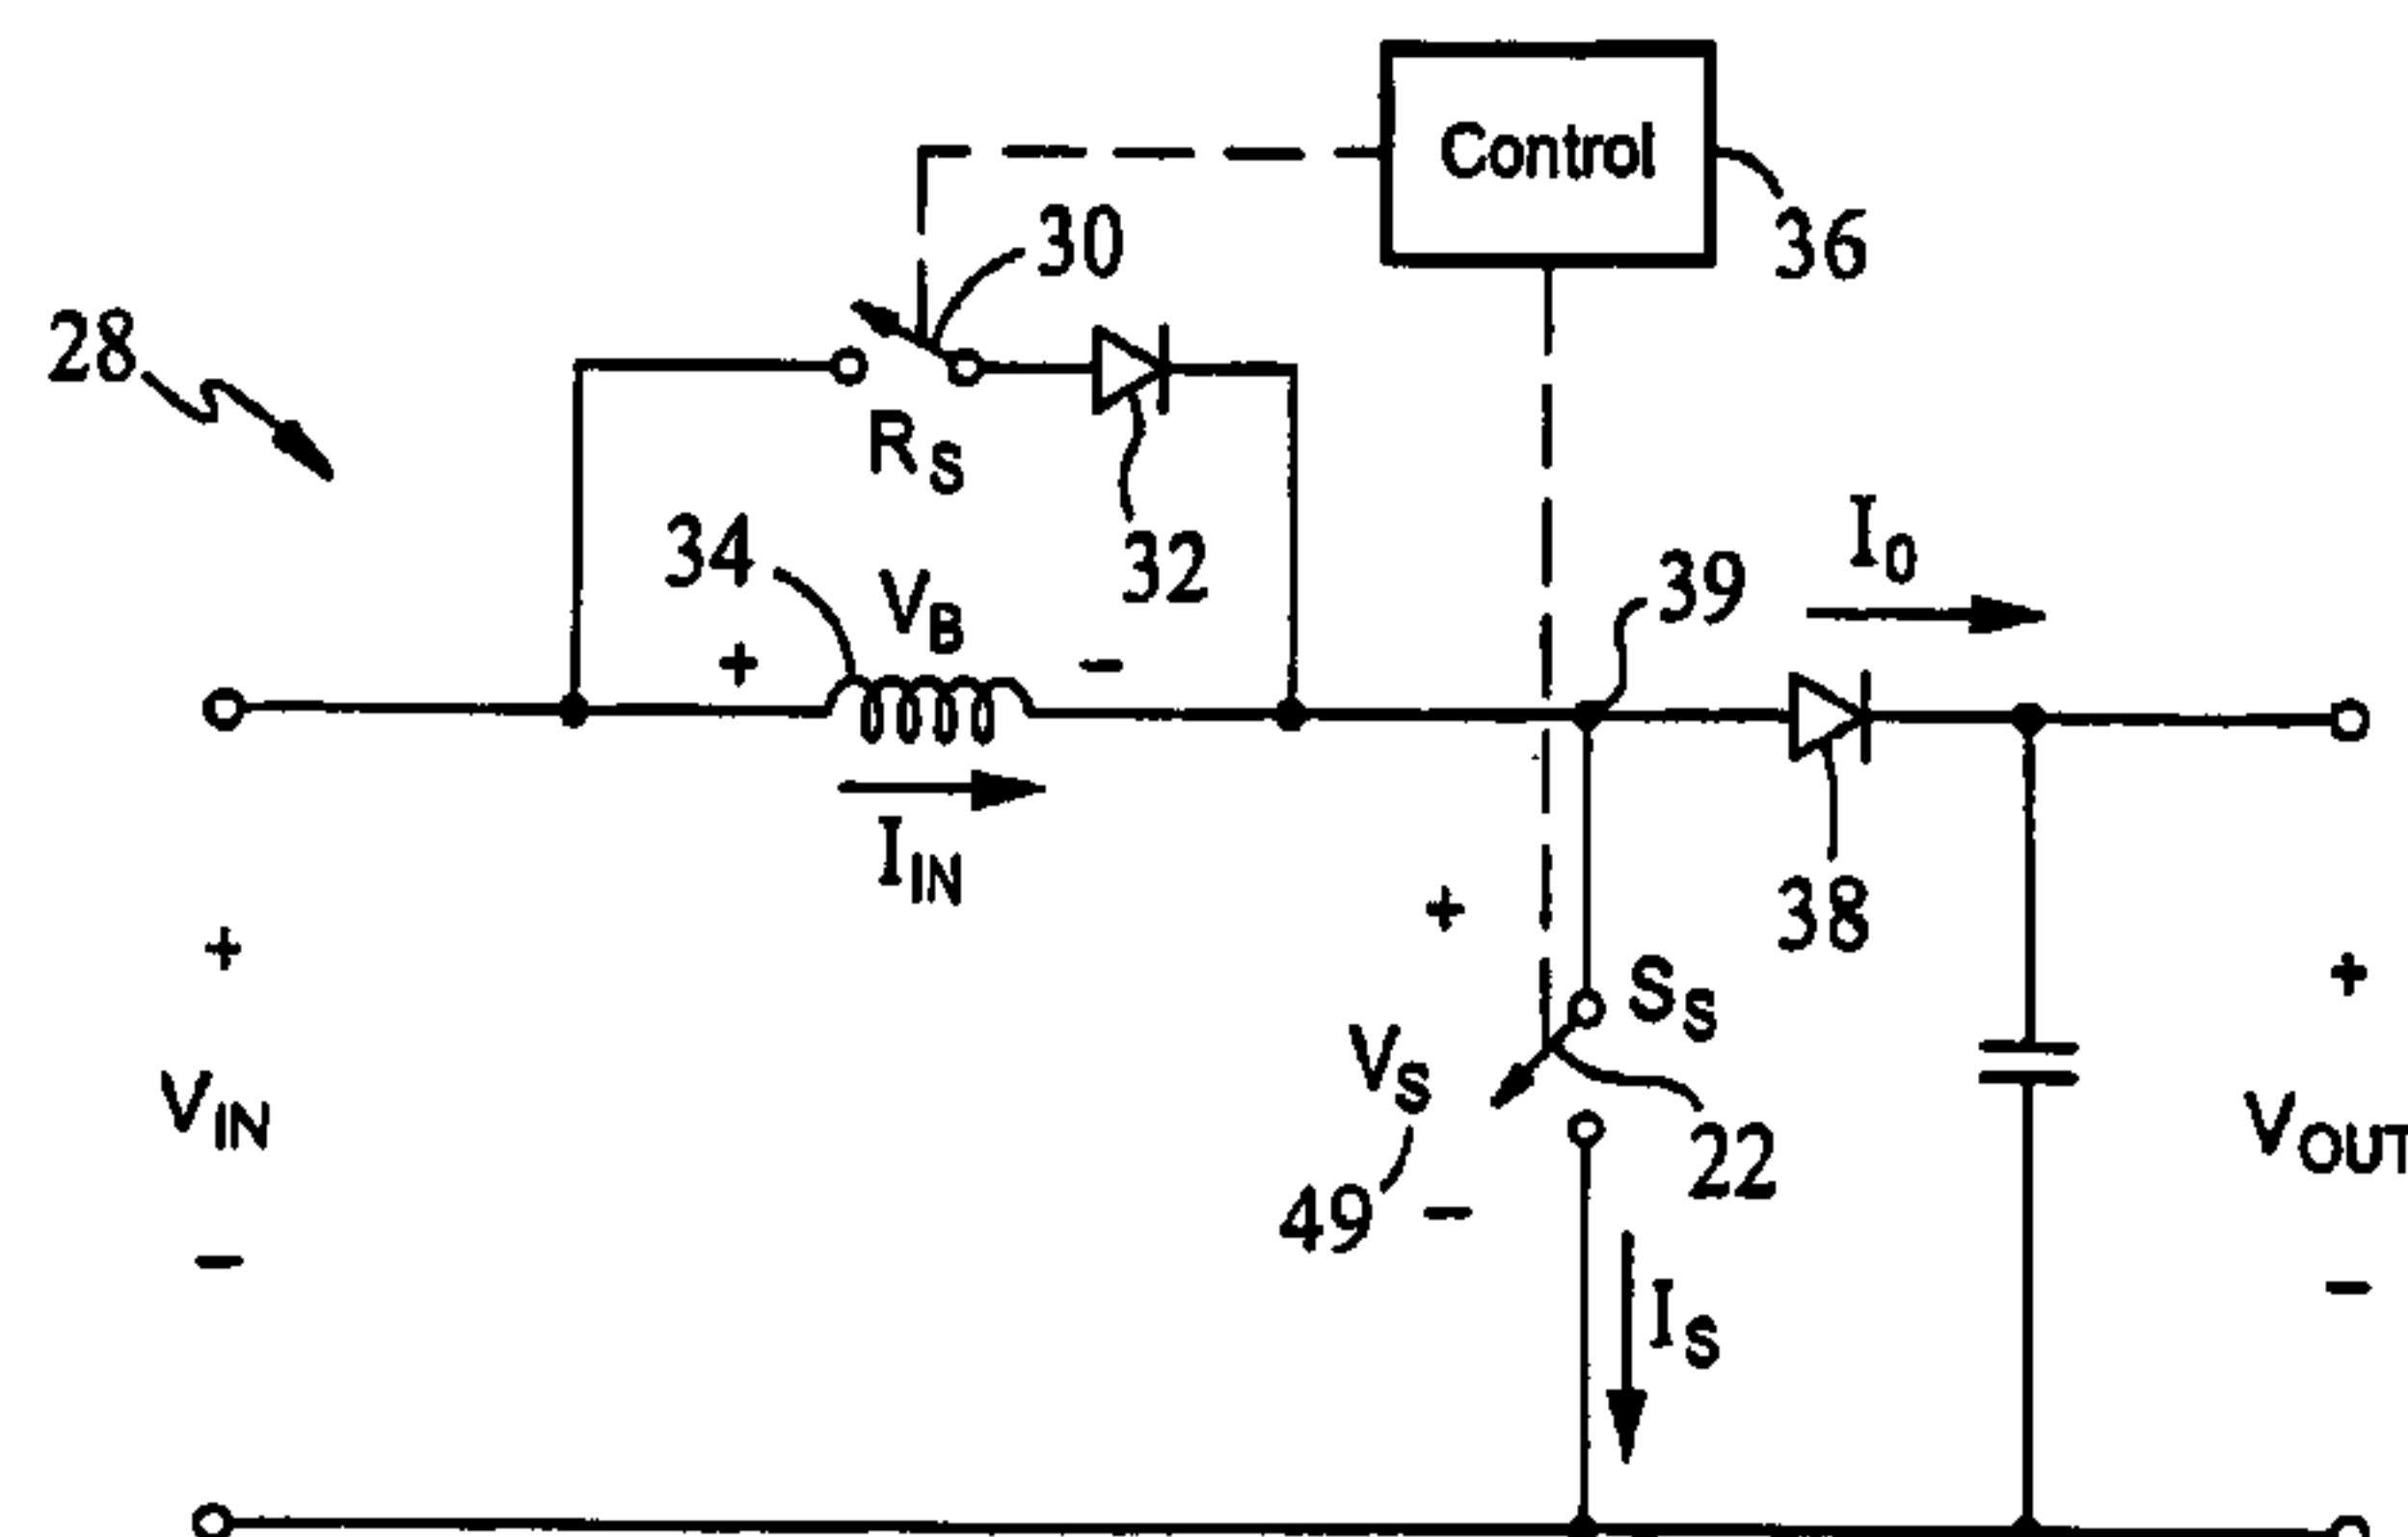 Control
36
30
28
R_S
32
34
V_B
+
-
39
I_0
I_IN
38
+
+
S_S
+
V_S
V_IN
V_OUT
22
49
-
-
-
I_S